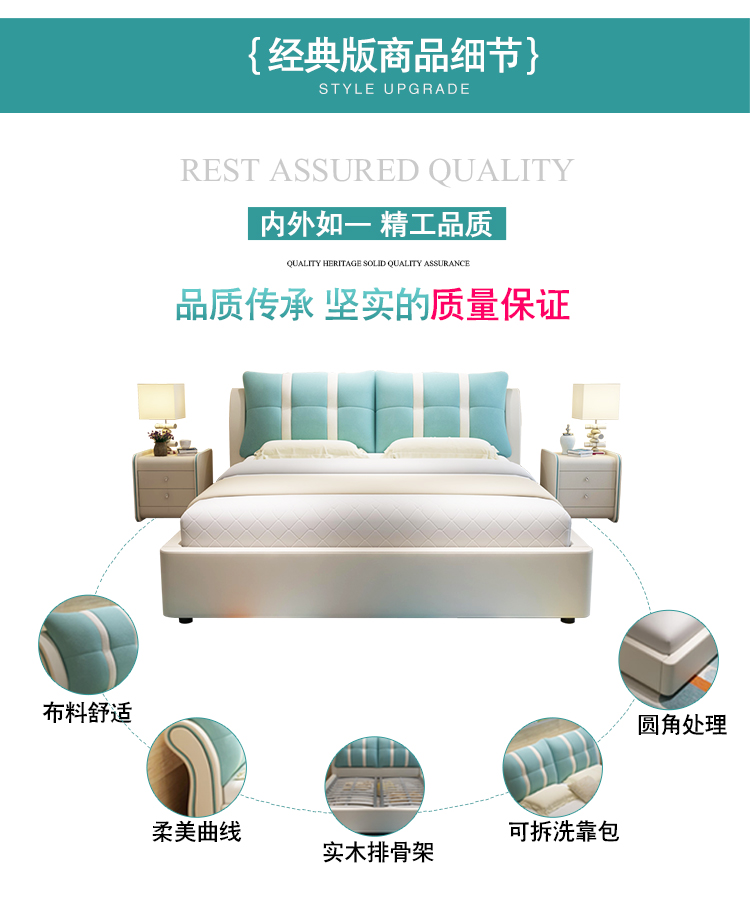 {经典版商品细节}
STYLE UPGRADE
REST ASSURED QUALITY
内外如一 精工品质
QUALITY HERITAGE SOLID QUALITY ASSURANCE
品质传承 坚实的质量保证
布料舒适
圆角处理
柔美曲线
实木排骨架
可拆洗靠包